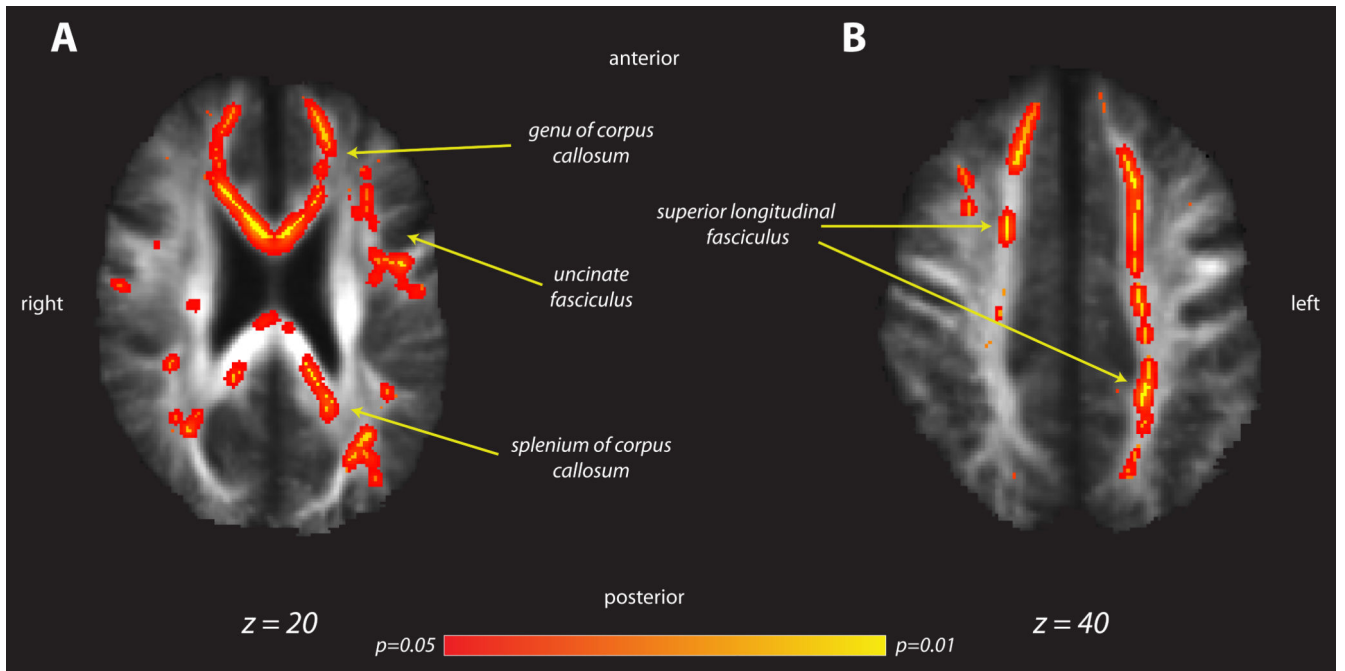 A
B
anterior
genu of corpus
callosum
superior longitudinal
fasciculus
uncinate
fasciculus
right
left
splenium of corpus
callosum
posterior
z = 20
z = 40
p=0.05
p=0.01